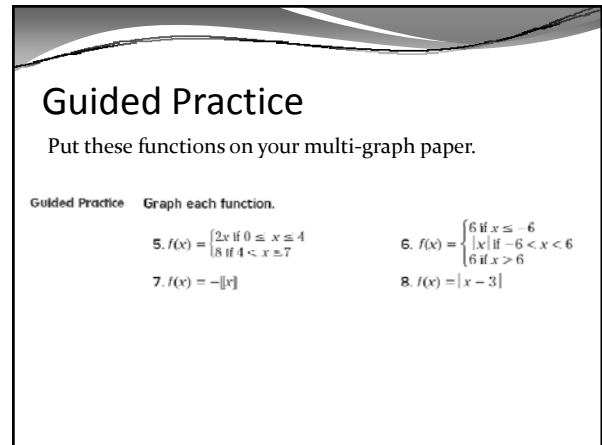 Guided Practice
Put these functions on your multi-graph paper.
Guided Practice Graph each function.
5. f(x) = {2x if 0 ≤ x ≤ 4
8 if 4 < x ≤ 7
6. f(x) = {6 if x ≤ -6
|x| if -6 < x < 6
6 if x > 6
7. f(x) = -[[x]]
8. f(x) = |x - 3|